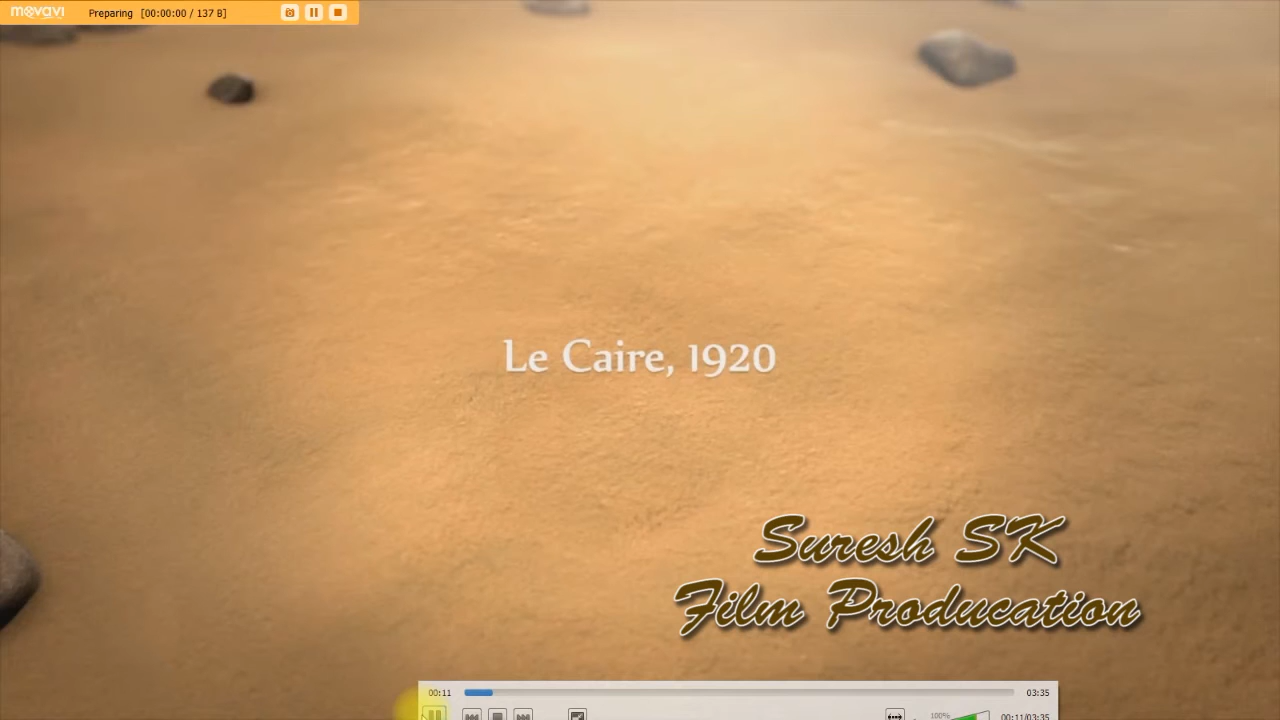 movavi Preparing [00:00:00 / 137 B]
Le Caire, 1920
Suresh SK
Film Producation
00:11 03:35
100% 00:11/03:35